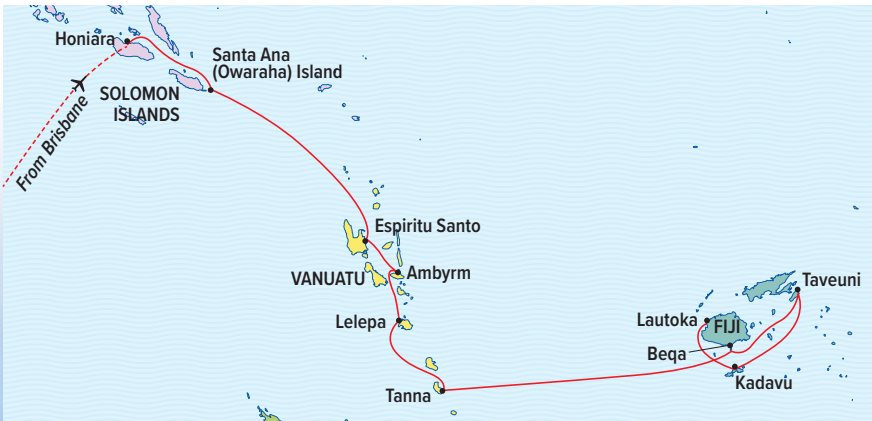 Honiara
Santa Ana
(Owaraha) Island
SOLOMON
ISLANDS
From Brisbane
Espiritu Santo
VANUATU
Ambyrm
Lelepa
Tanna
Taveuni
Lautoka
FIJI
Beqa
Kadavu